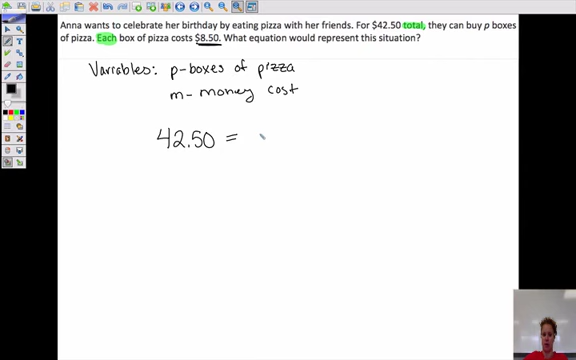 Anna wants to celebrate her birthday by eating pizza with her friends. For $42.50 total, they can buy p boxes
of pizza. Each box of pizza costs $8.50. What equation would represent this situation?
Variables: p - boxes of pizza
m - money cost
42.50 =